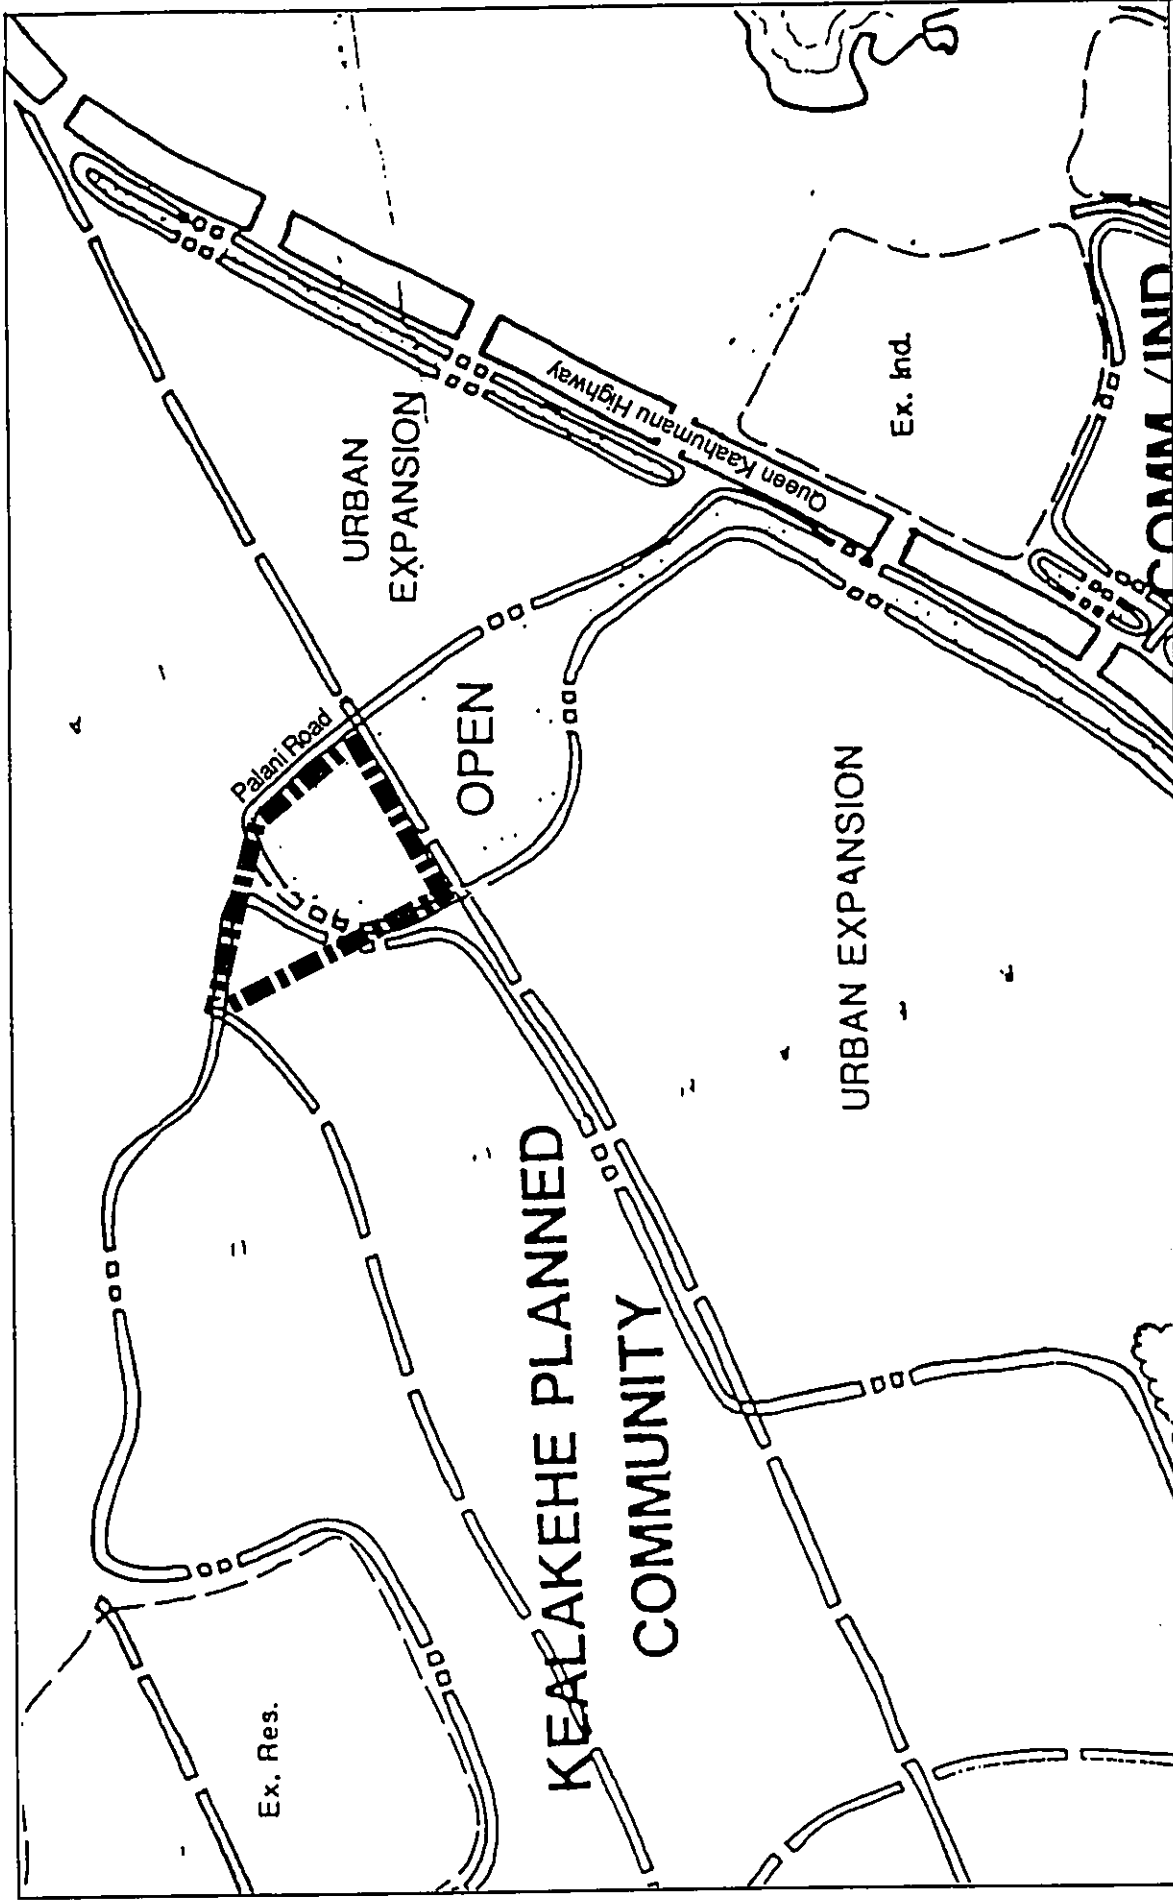 Palani Road
URBAN
EXPANSION
Queen Kaahumanu Highway
Ex. Ind.
OPEN
COMM/IND
URBAN EXPANSION
KEALAKEHE PLANNED
COMMUNITY
Ex. Res.